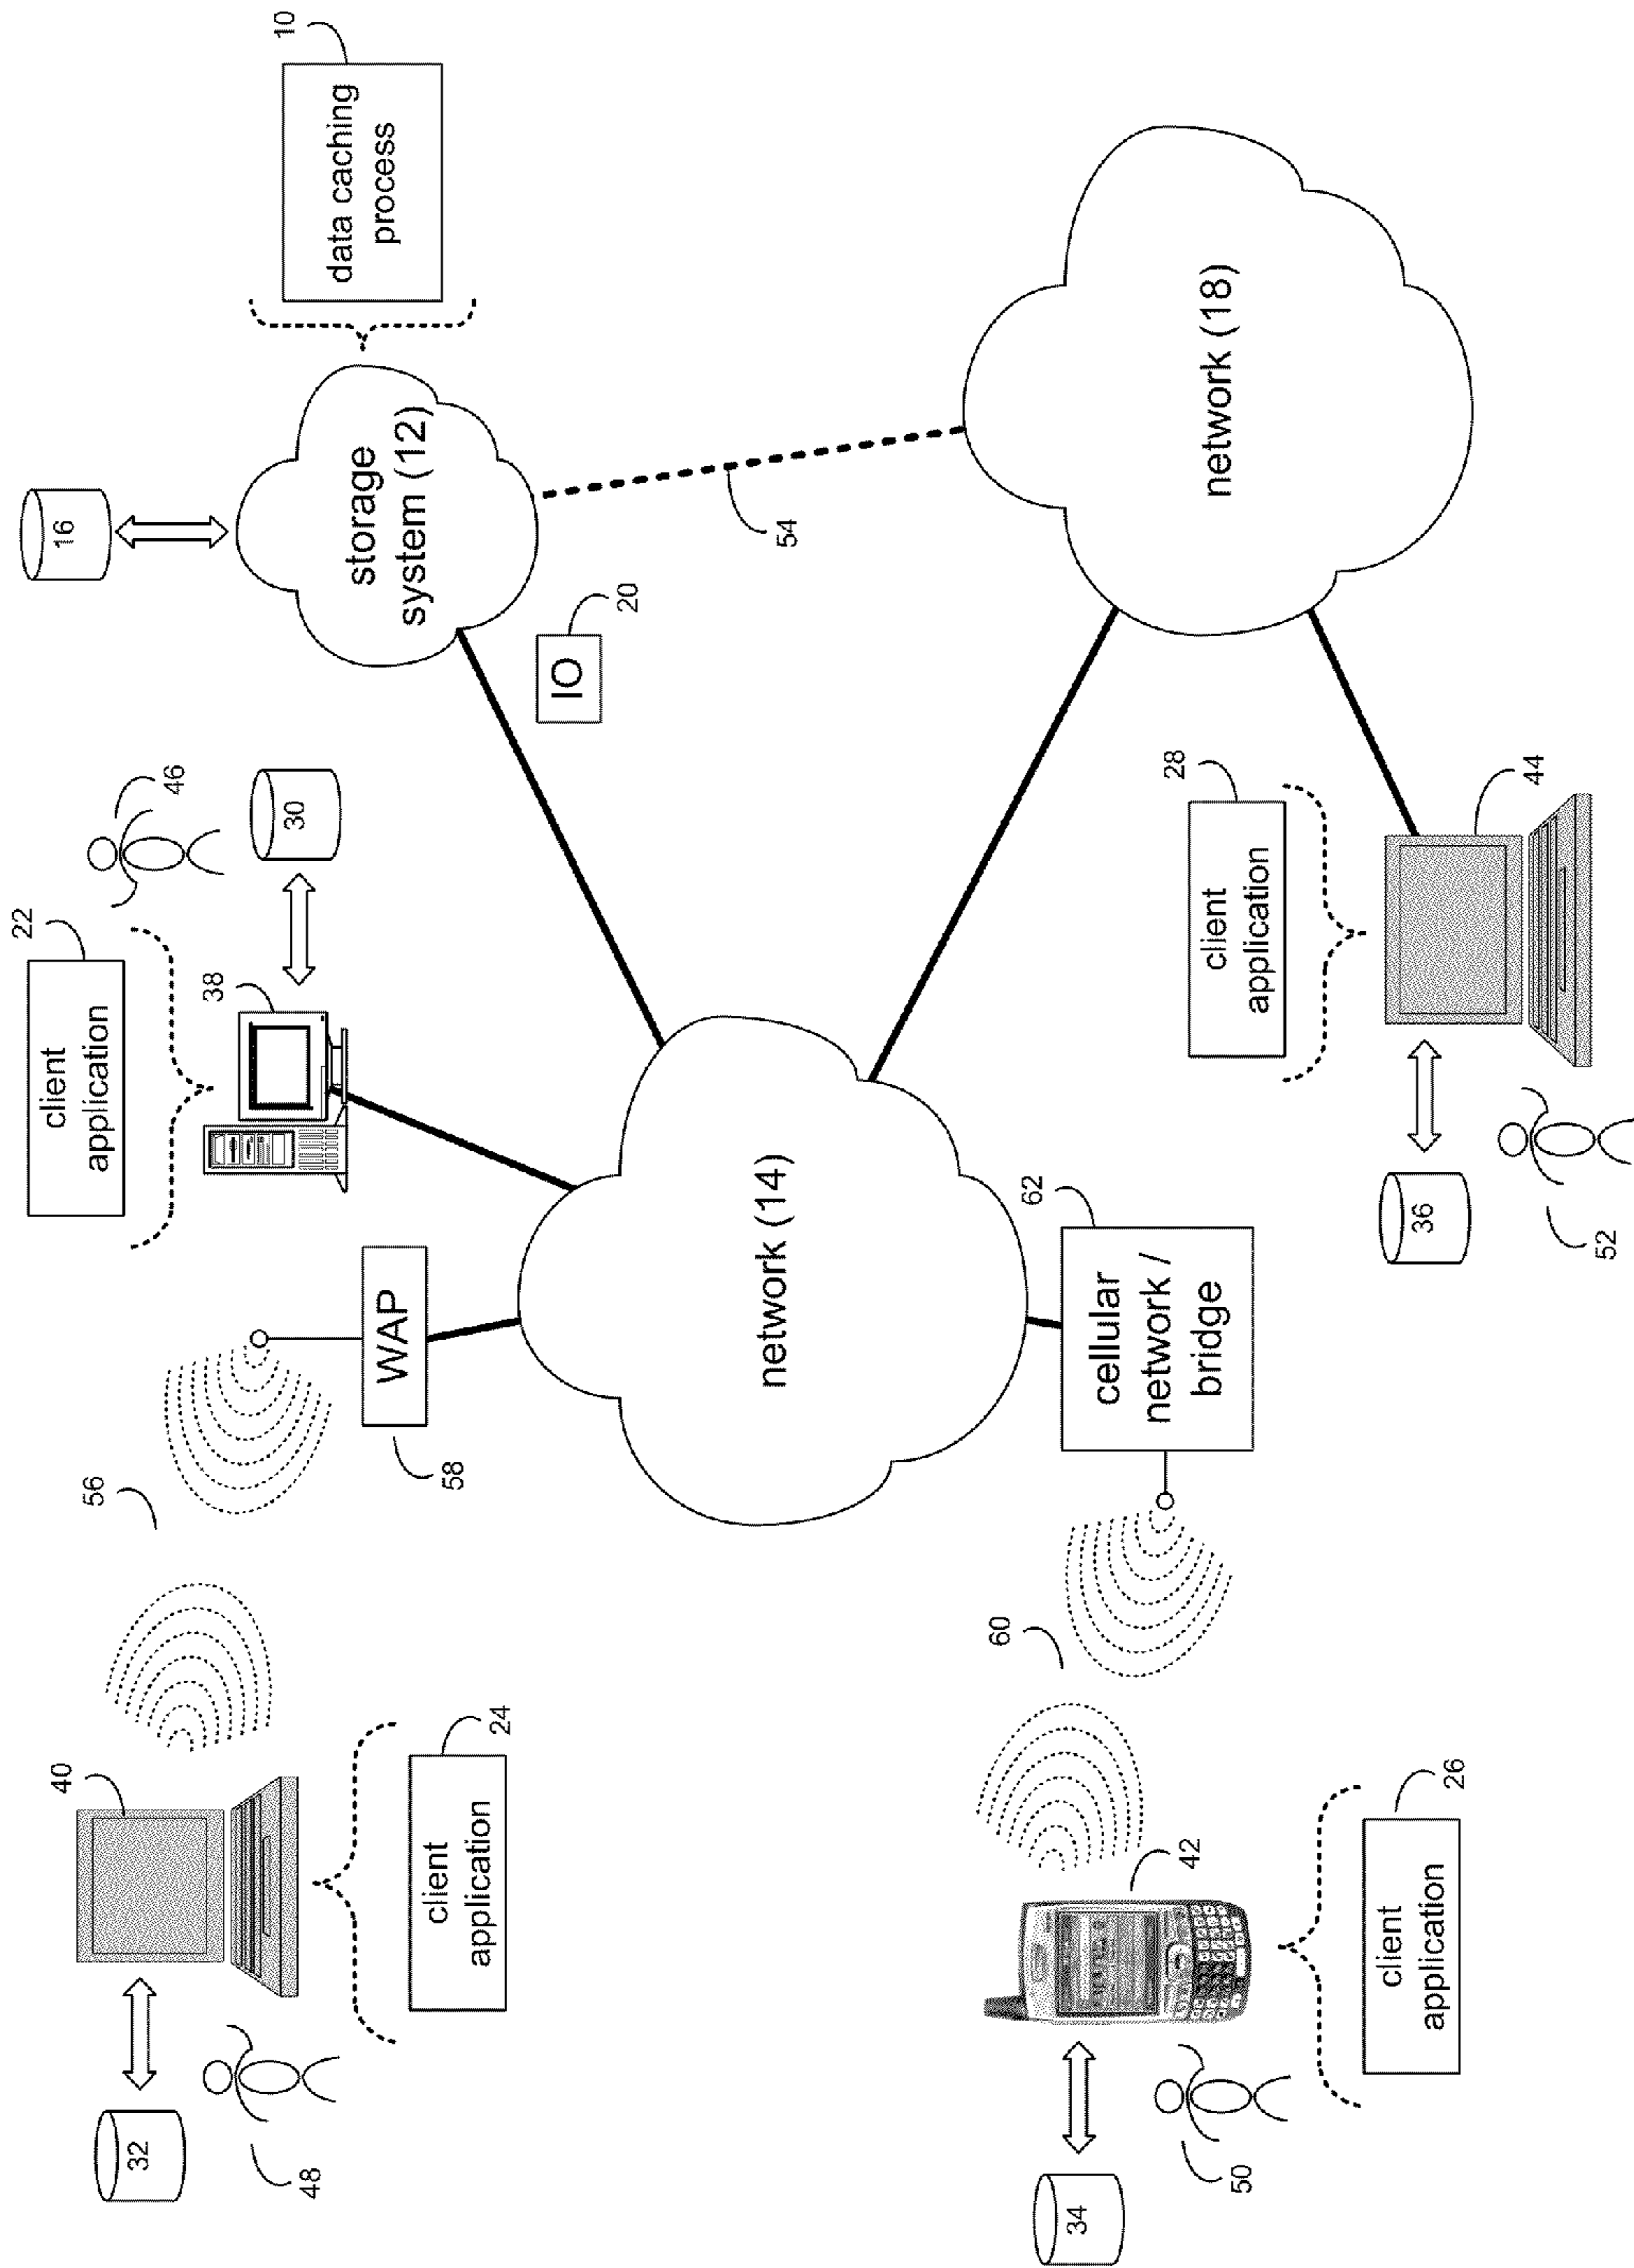 22
16
client
application
40
56
32
46
10
38
30
48
24
data caching
process
storage
system (12)
WAP
58
client
application
IO
20
network (14)
54
60
62
cellular
network /
bridge
34
42
50
26
client
application
network (18)
28
client
application
36
44
52